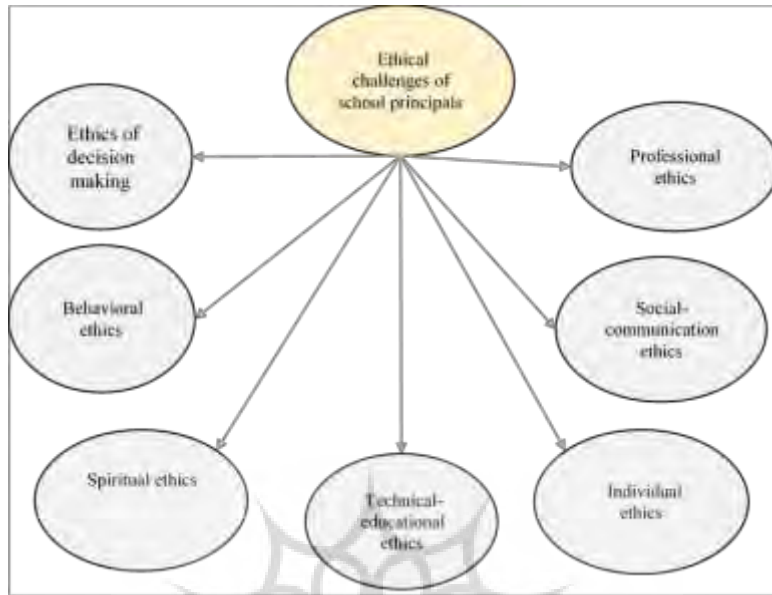 Ethical
challenges of
school principals
Ethics of
decision
making
Professional
ethics
Behavioral
ethics
Social-
communication
ethics
Spiritual ethics
Technical-
educational
ethics
Individual
ethics